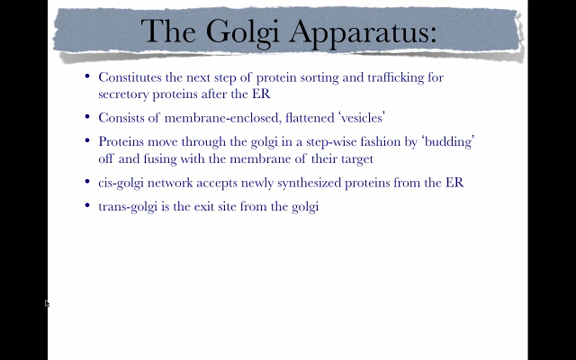 The Golgi Apparatus:
• Constitutes the next step of protein sorting and trafficking for
secretory proteins after the ER
• Consists of membrane-enclosed, flattened ‘vesicles’
• Proteins move through the golgi in a step-wise fashion by ‘budding’
off and fusing with the membrane of their target
• cis-golgi network accepts newly synthesized proteins from the ER
• trans-golgi is the exit site from the golgi